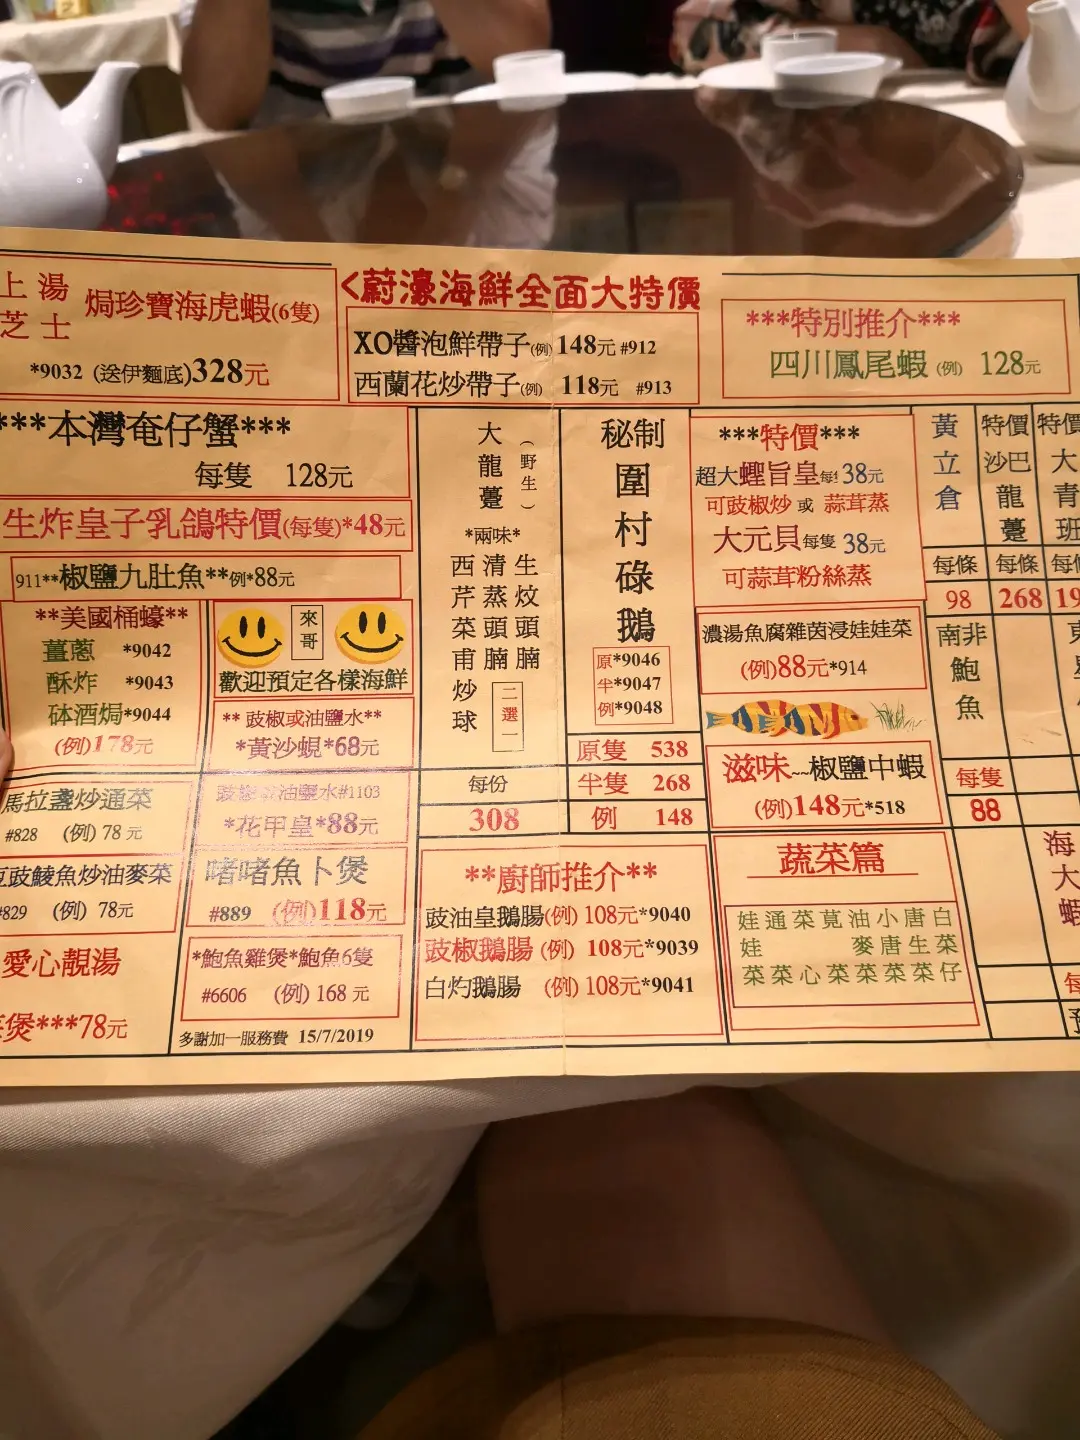 <蔚濠海鮮全面大特價
上湯
芝士
焗珍寶海虎蝦(6隻)
*9032 (送伊麵底)328元
XO醬泡鮮帶子(例)148元 #912
西蘭花炒帶子(例) 118元 #913
***特別推介***
四川鳳尾蝦 (例) 128元
***本灣奄仔蟹***
每隻 128元
生炸皇子乳鴿特價(每隻)*48元
911**椒鹽九肚魚**例*88元
**美國桶蠔**
薑蔥 *9042
酥炸 *9043
砵酒焗*9044
(例)178元
來哥
歡迎預定各樣海鮮
** 豉椒或油鹽水**
*黃沙蜆*68元
油鹽水#1103
*花甲皇*88元
馬拉盞炒通菜
#828 (例) 78 元
豆豉鯪魚炒油麥菜
#829 (例) 78元
啫啫魚卜煲
#889 (例)118元
愛心靚湯
煲***78元
*鮑魚雞煲*鮑魚6隻
#6606 (例) 168 元
多謝加一服務費 15/7/2019
大龍躉
(野生)
*兩味*
西芹菜甫炒球
清蒸頭腩
生炆頭腩
二選一
每份
308
秘制
圍村碌鵝
原*9046
半*9047
例*9048
原隻 538
半隻 268
例 148
**廚師推介**
豉油皇鵝腸(例) 108元*9040
豉椒鵝腸 (例) 108元*9039
白灼鵝腸 (例) 108元*9041
***特價***
超大蟶旨皇每 38元
可豉椒炒 或 蒜茸蒸
大元貝每隻 38元
可蒜茸粉絲蒸
濃湯魚腐雜茵浸娃娃菜
(例)88元*914
滋味~~椒鹽中蝦
(例)148元*518
蔬菜篇
娃通菜莧油小唐白
娃 麥唐生菜
菜菜心菜菜菜菜仔
黃立倉
每條
98
特價
沙巴龍躉
每條
268
特價
大青班
每
19
南非鮑魚
每隻
88
海大蝦
每